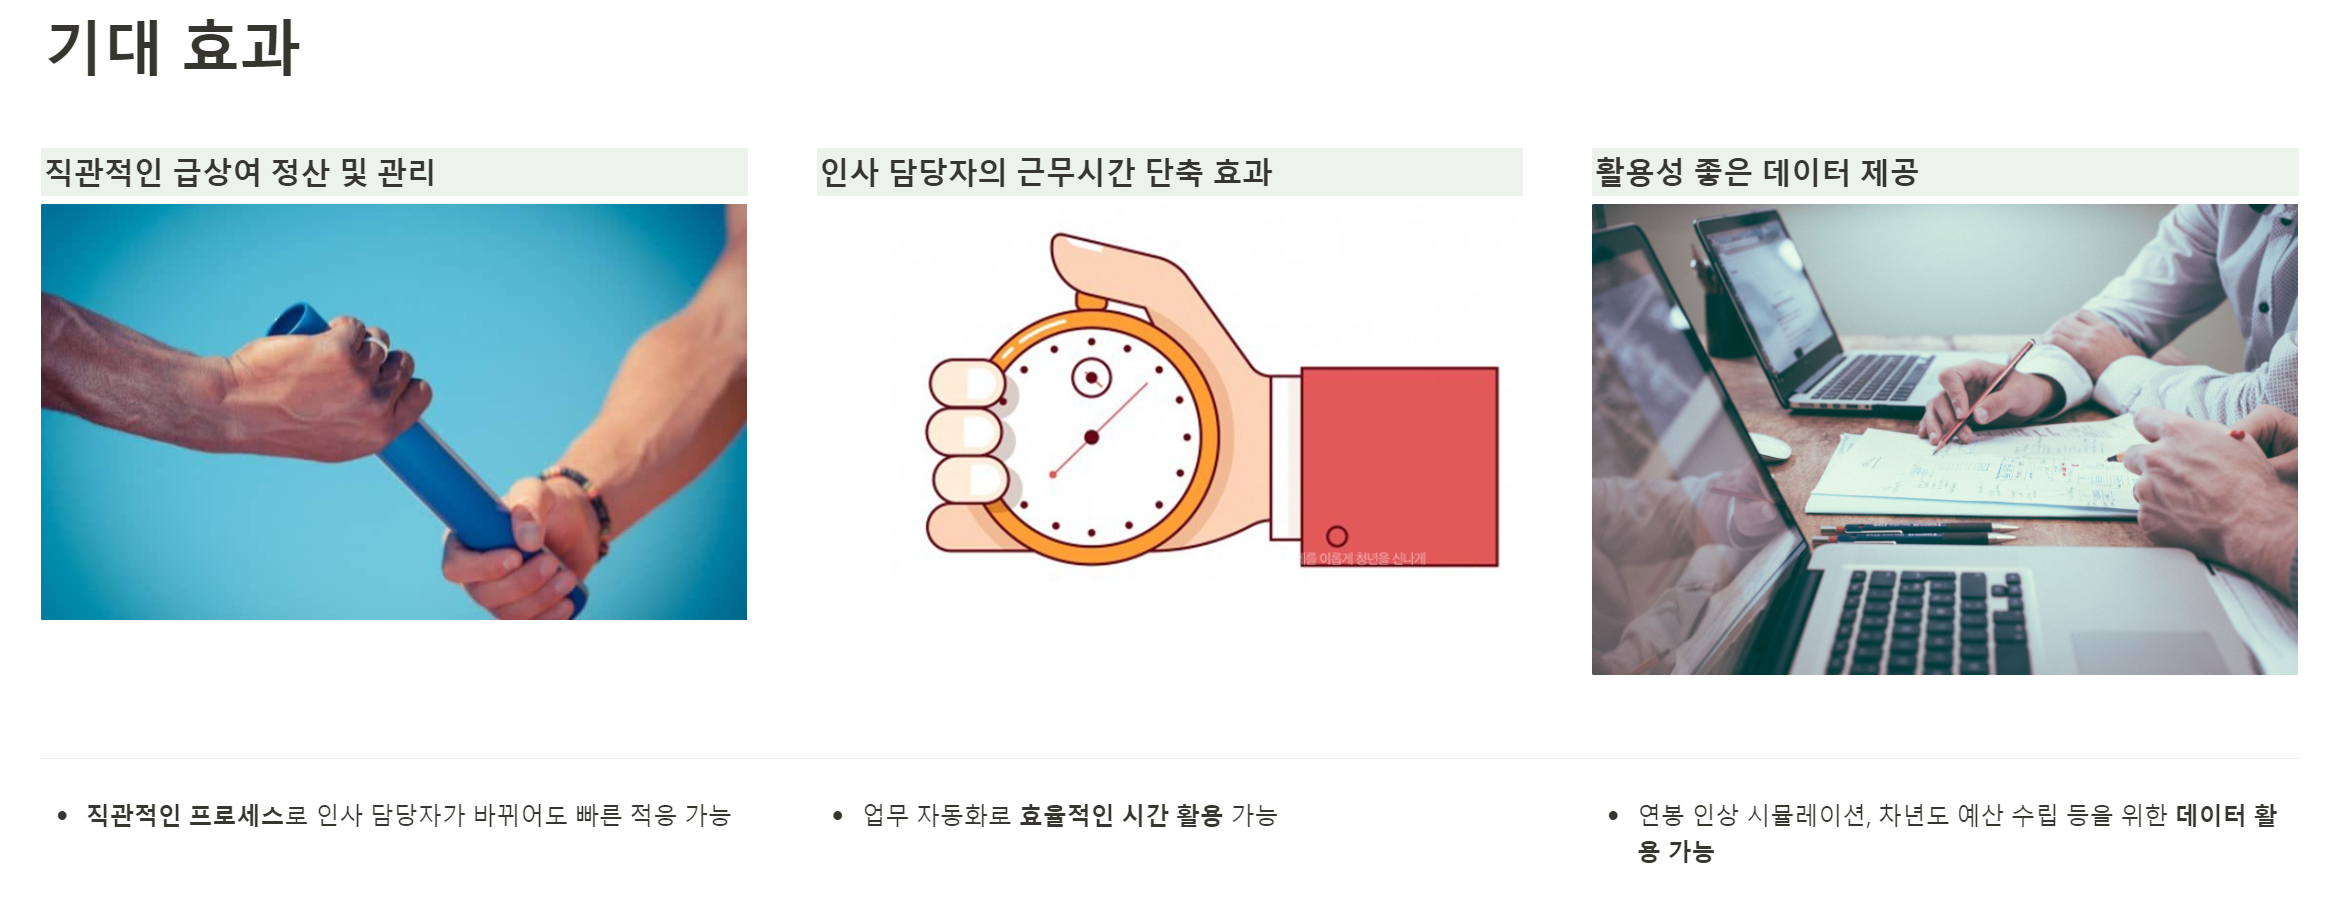 기대 효과
직관적인 급상여 정산 및 관리
인사 담당자의 근무시간 단축 효과
활용성 좋은 데이터 제공
이롭게 청년을 신나게
• 직관적인 프로세스로 인사 담당자가 바뀌어도 빠른 적응 가능
• 업무 자동화로 효율적인 시간 활용 가능
• 연봉 인상 시뮬레이션, 차년도 예산 수립 등을 위한 데이터 활
용 가능